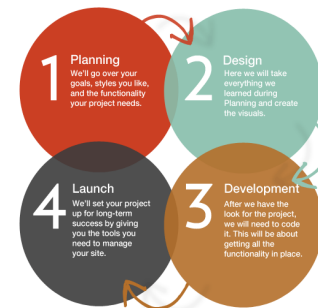 1
Planning
We'll go over your
goals, styles you like,
and the functionality
your project needs.
2
Design
Here we will take
everything we
learned during
Planning and create
the visuals.
4
Launch
We'll set your project
up for long-term
success by giving
you the tools you
need to manage
your site.
3
Development
After we have the
look for the project,
we will need to code
it. This will be about
getting all the
functionality in place.